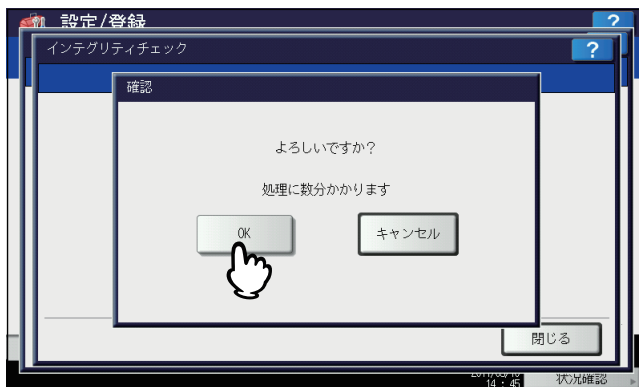 設定/登録
?
インテグリティチェック
?
確認
よろしいですか?
処理に数分かかります
OK
キャンセル
閉じる
14:45
状況確認